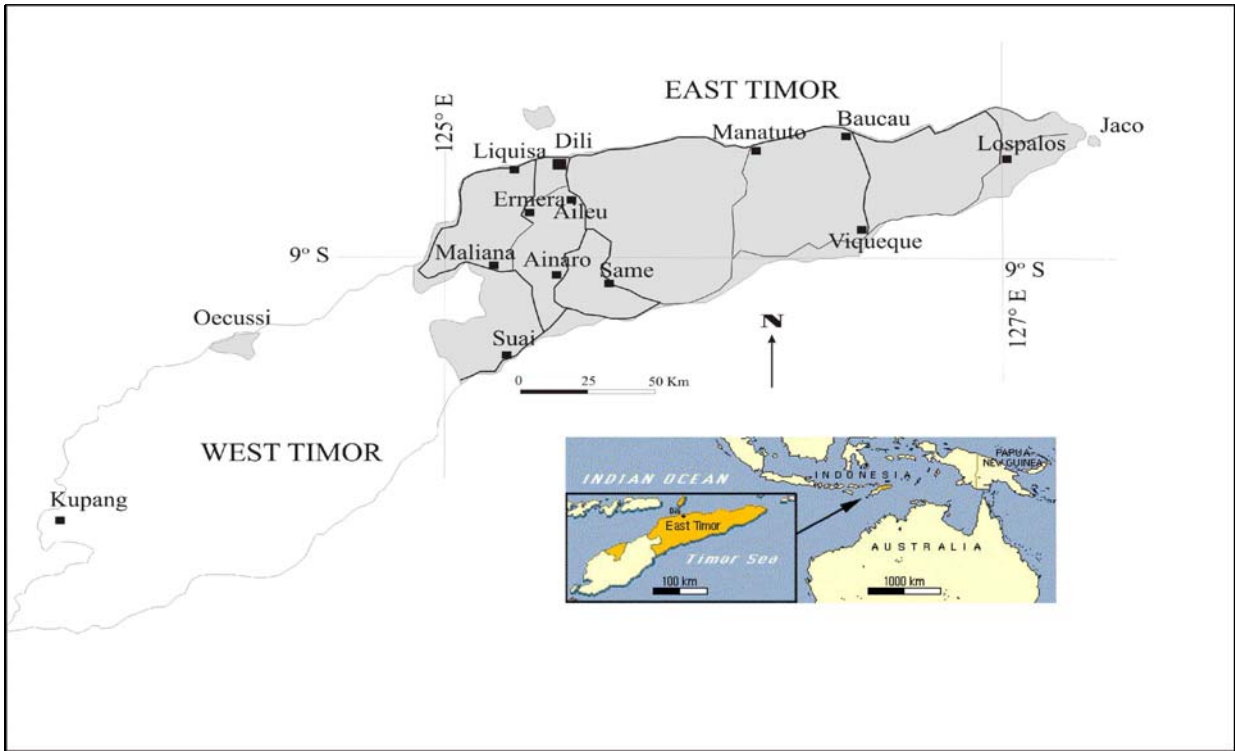 EAST TIMOR
125° E
Baucau
Dili
Manatuto
Jaco
Liquisa
Lospalos
Ermera
Aileu
Viqueque
9° S
Maliana
Ainaro
Same
9° S
127° E
Oecussi
N
Suai
0 25 50 Km
WEST TIMOR
Kupang
PAPUA
NEW GUINEA
INDONESIA
INDIAN OCEAN
Dili
East Timor
Timor Sea
AUSTRALIA
100 km
1000 km